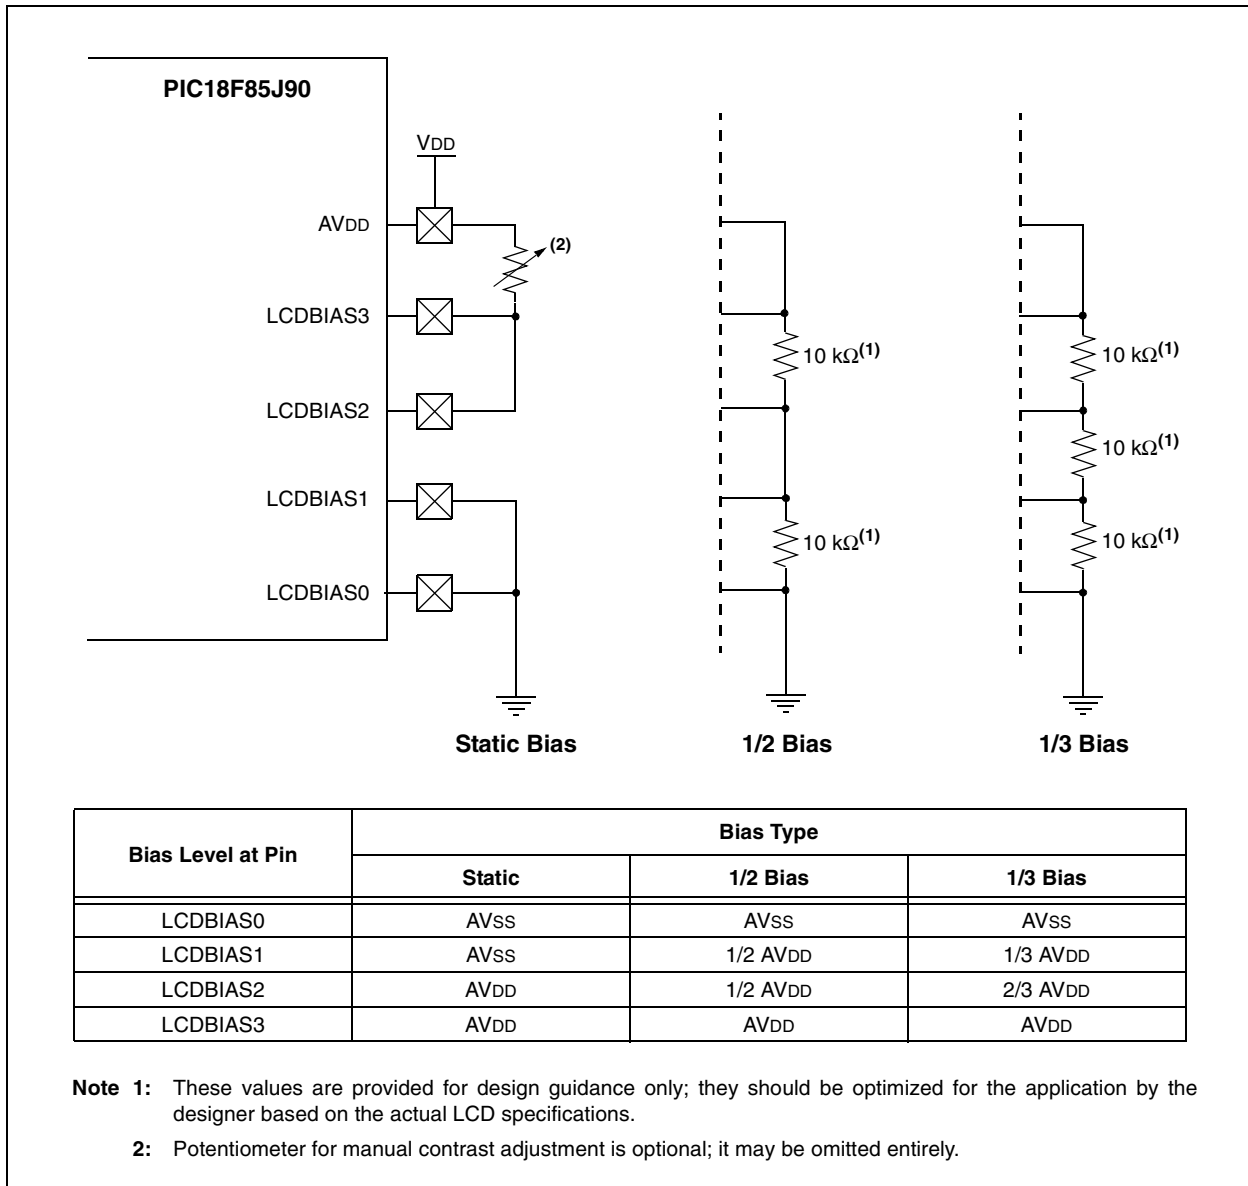 PIC18F85J90
VDD
AVDD
(2)
LCDBIAS3
10 kΩ(1)
10 kΩ(1)
LCDBIAS2
10 kΩ(1)
LCDBIAS1
10 kΩ(1)
10 kΩ(1)
LCDBIAS0
Static Bias
1/2 Bias
1/3 Bias
Bias Level at Pin
Bias Type
Static
1/2 Bias
1/3 Bias
LCDBIAS0 AVSS AVSS AVSS
LCDBIAS1 AVSS 1/2 AVDD 1/3 AVDD
LCDBIAS2 AVDD 1/2 AVDD 2/3 AVDD
LCDBIAS3 AVDD AVDD AVDD
Note 1: These values are provided for design guidance only; they should be optimized for the application by the
designer based on the actual LCD specifications.
2: Potentiometer for manual contrast adjustment is optional; it may be omitted entirely.